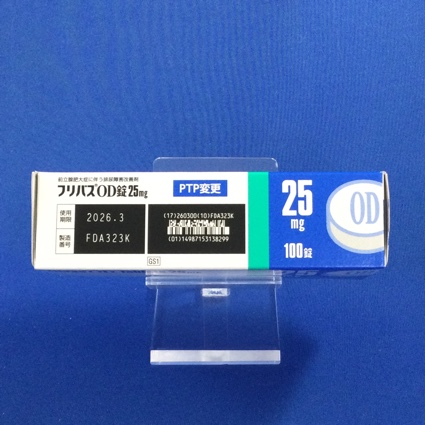 前立腺肥大症に伴う排尿障害改善剤
フリバスOD錠25mg
PTP変更
使用
期限
2026.3
製造
番号
FDA323K
(17)260300(10)FDA323K
(01)14987153138299
GS1
25
mg
100錠
OD